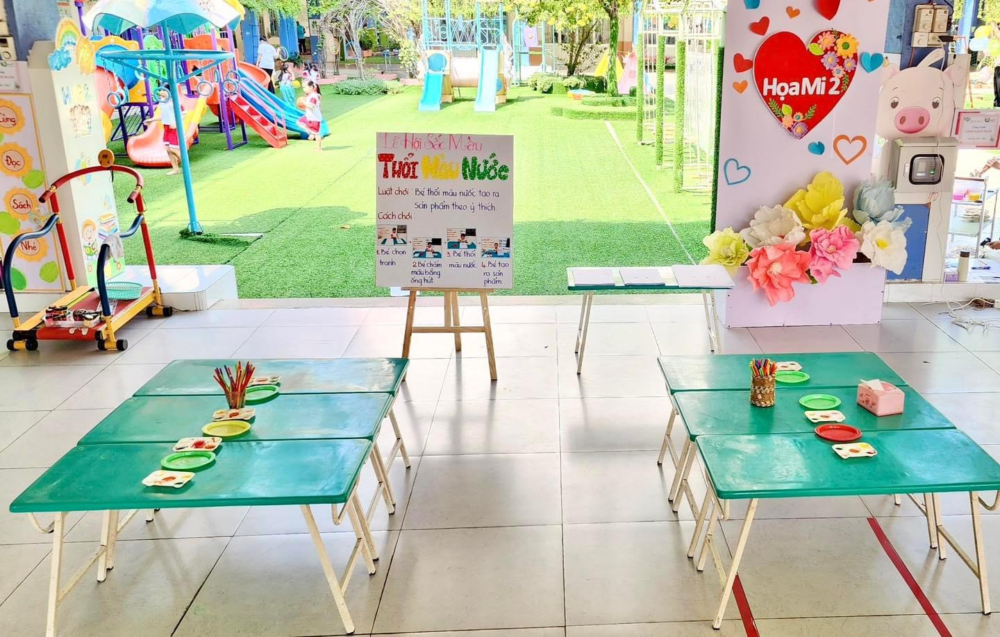 Lễ Hội Sắc Màu
THỔI MÀU NƯỚC
Luật chơi : Bé thổi màu nước tạo ra
sản phẩm theo ý thích.
Cách chơi :
1. Bé chọn
tranh
2. Bé chấm
màu bằng
ống hút.
3. Bé thổi
màu nước.
4. Bé tạo
ra sản
phẩm.
Họa Mi 2
Cùng
Đọc
Sách
Nhé